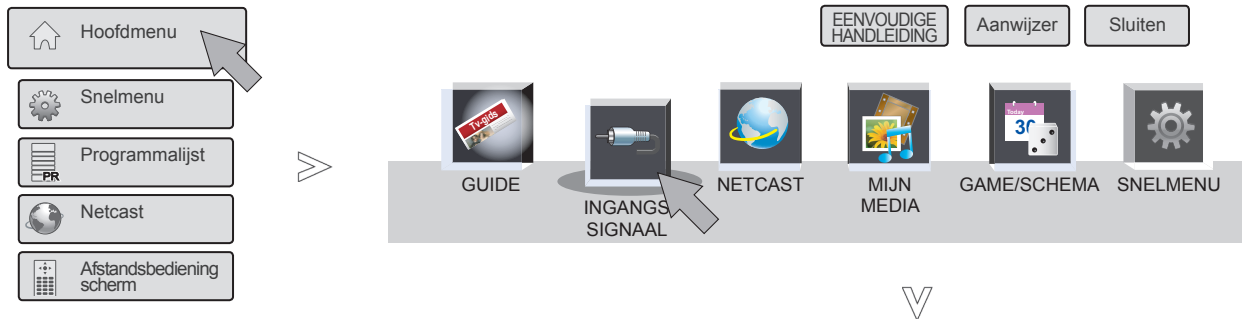 Hoofdmenu
Snelmenu
PR
Programmalijst
Netcast
Afstandsbediening
scherm
EENVOUDIGE
HANDLEIDING
Aanwijzer
Sluiten
Tv-gids
Today
30
GUIDE
INGANGS
SIGNAAL
NETCAST
MIJN
MEDIA
GAME/SCHEMA
SNELMENU